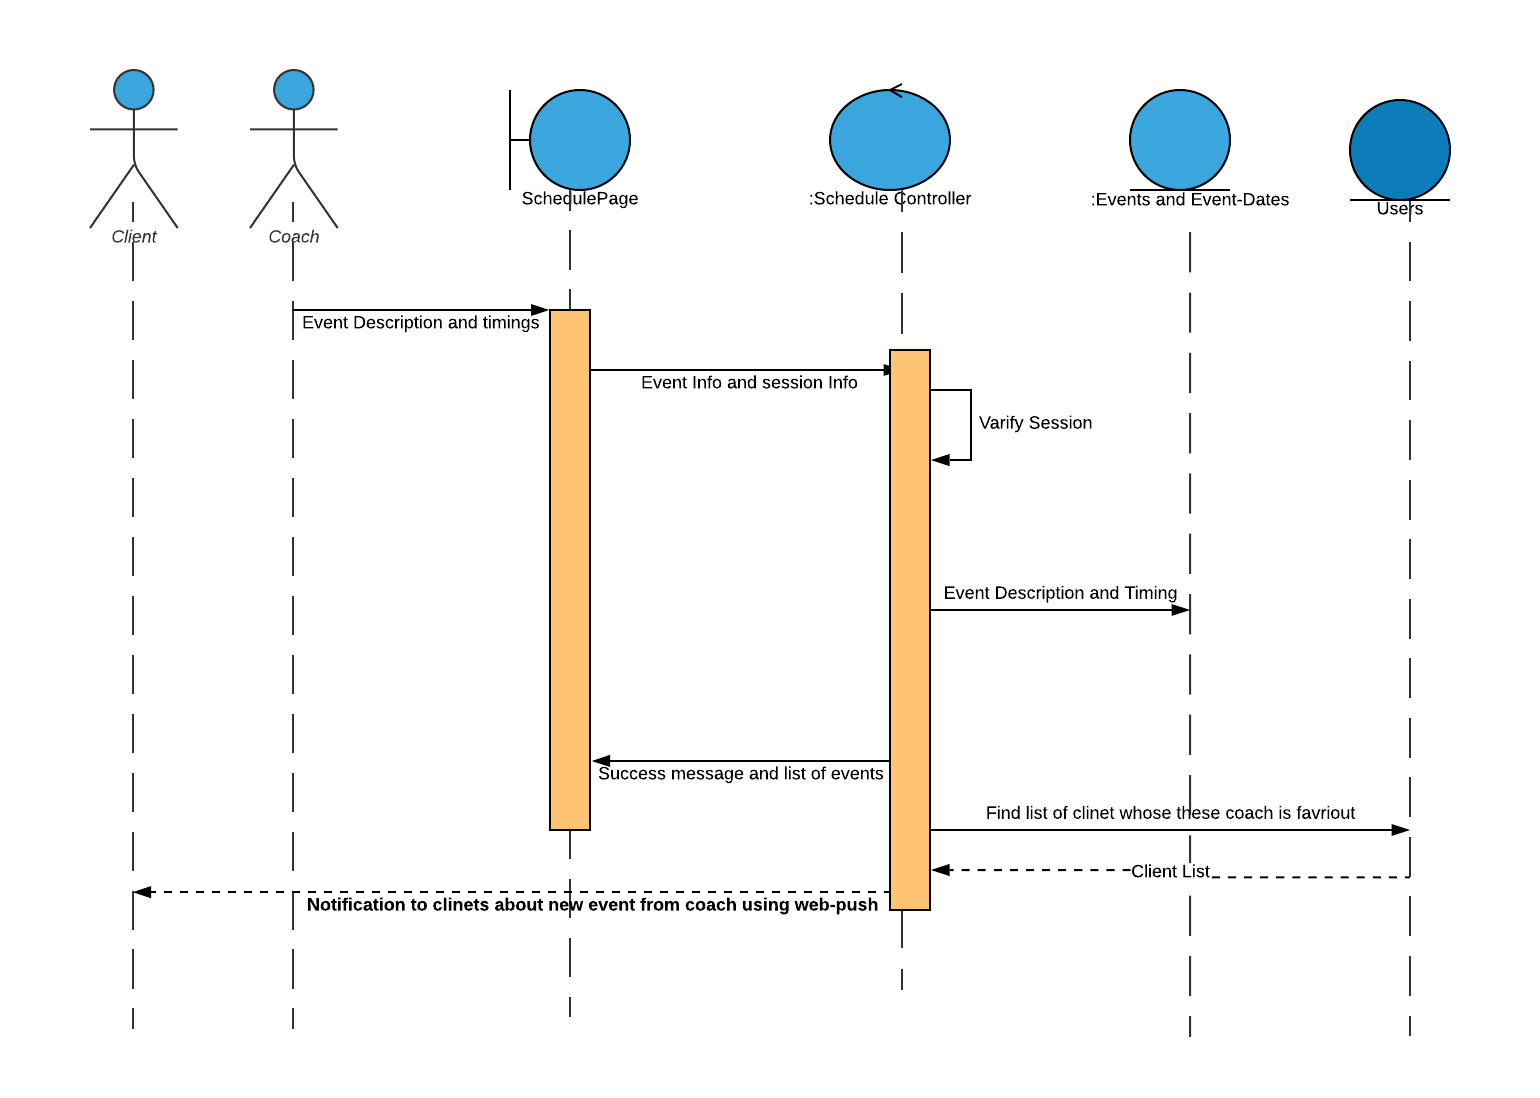 Client
Coach
SchedulePage
:Schedule Controller
:Events and Event-Dates
Users
Event Description and timings
Event Info and session Info
Varify Session
Event Description and Timing
Success message and list of events
Find list of clinet whose these coach is favriout
Client List
Notification to clinets about new event from coach using web-push